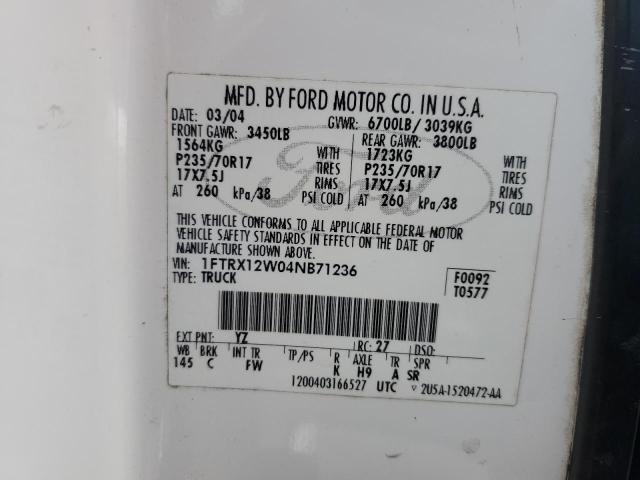 MFD. BY FORD MOTOR CO. IN U.S.A.
DATE: 03/04 GVWR: 6700LB/ 3039KG
FRONT GAWR: 3450LB REAR GAWR: 3800LB
1564KG WITH 1723KG WITH
P235/70R17 TIRES P235/70R17 TIRES
17X7.5J RIMS 17X7.5J RIMS
AT 260 kPa/38 PSI COLD AT 260 kPa/38 PSI COLD
Ford
THIS VEHICLE CONFORMS TO ALL APPLICABLE FEDERAL MOTOR
VEHICLE SAFETY STANDARDS IN EFFECT ON THE DATE OF
MANUFACTURE SHOWN ABOVE.
VIN: 1FTRX12W04NB71236 F0092
TYPE: TRUCK T0577
EXT PNT: YZ RC: 27 DSO:
WB BRK INT TR TP/PS R AXLE TR SPR
145 C FW K H9 A SR
1200403166527 UTC ▽ 2U5A-1520472-AA